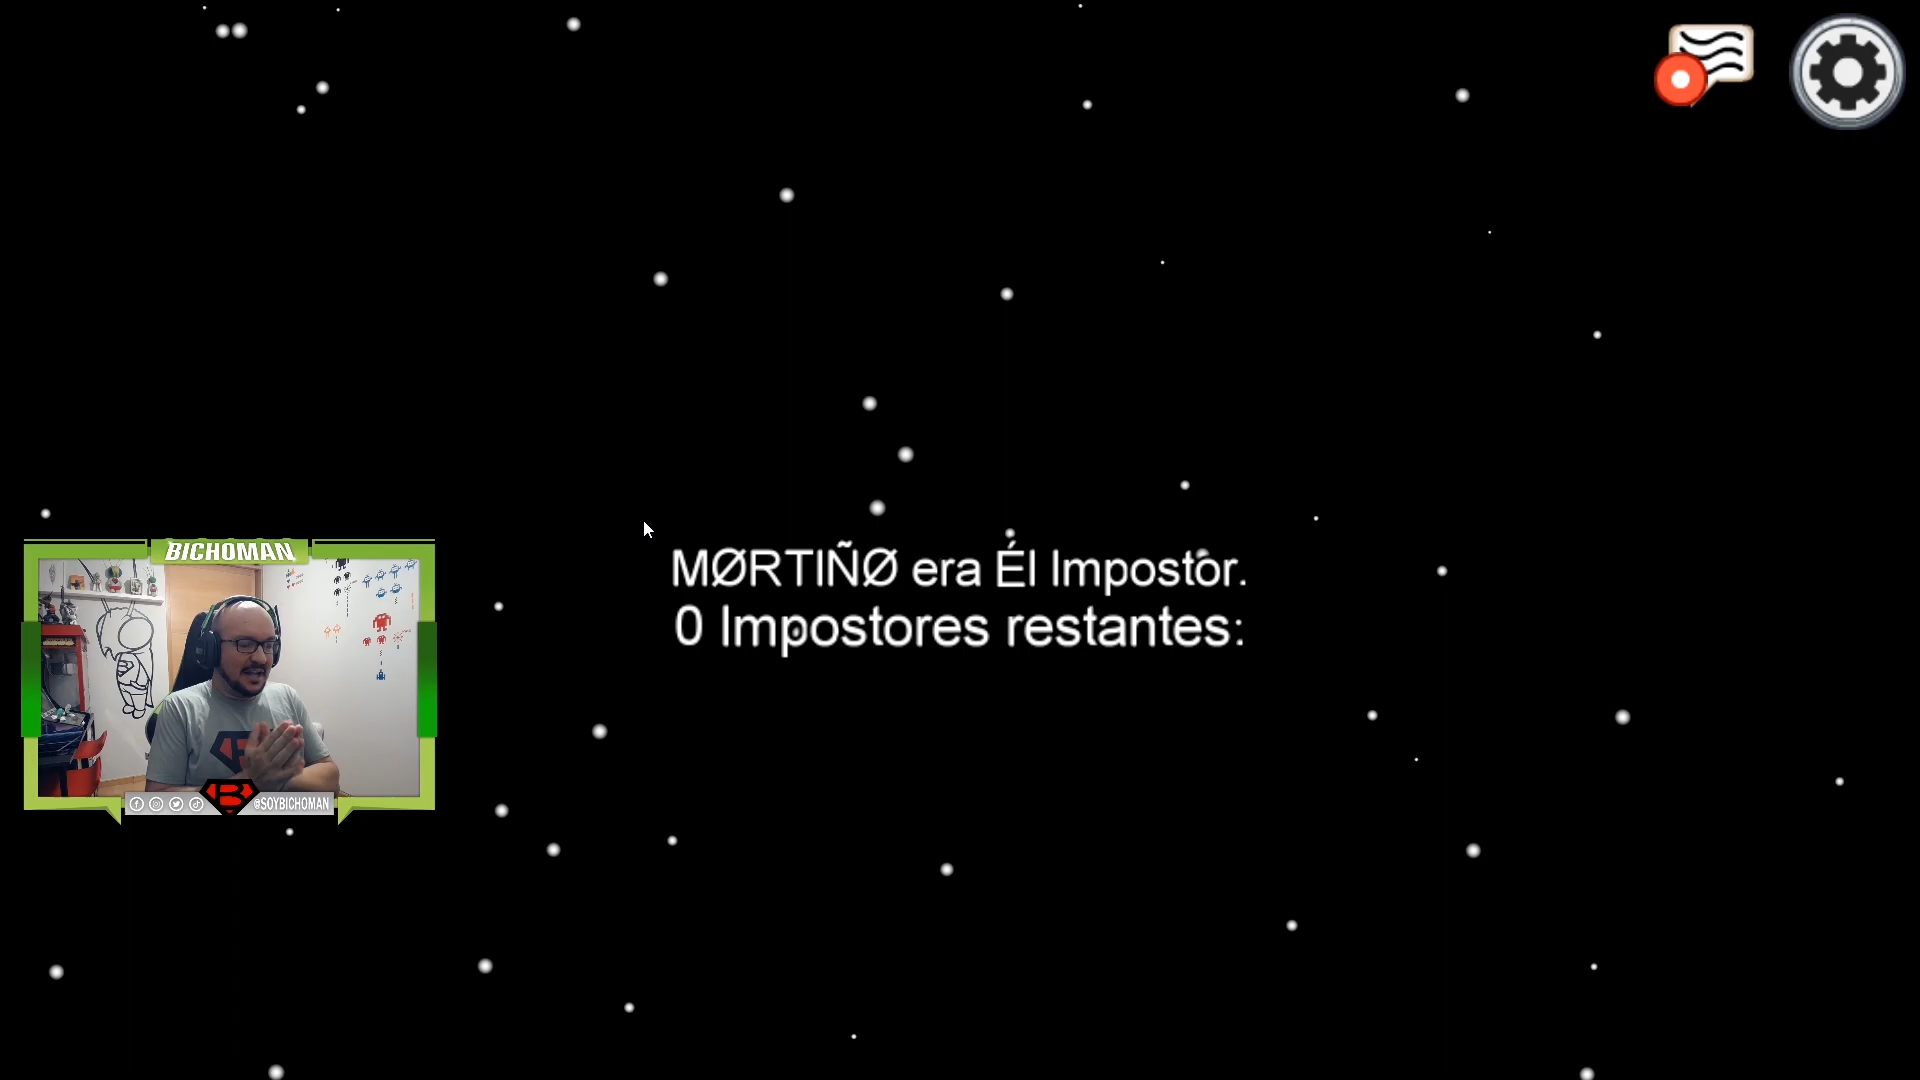 MØRTIÑØ era Él Impostor.
0 Impostores restantes:
BICHOMAN
B
@SOYBICHOMAN